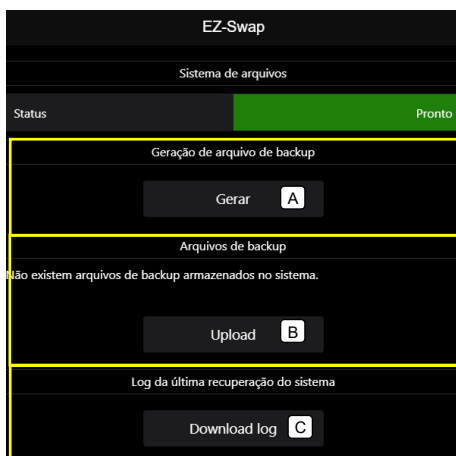 EZ-Swap
Sistema de arquivos
Status Pronto
Geração de arquivo de backup
Gerar A
Arquivos de backup
Não existem arquivos de backup armazenados no sistema.
Upload B
Log da última recuperação do sistema
Download log C